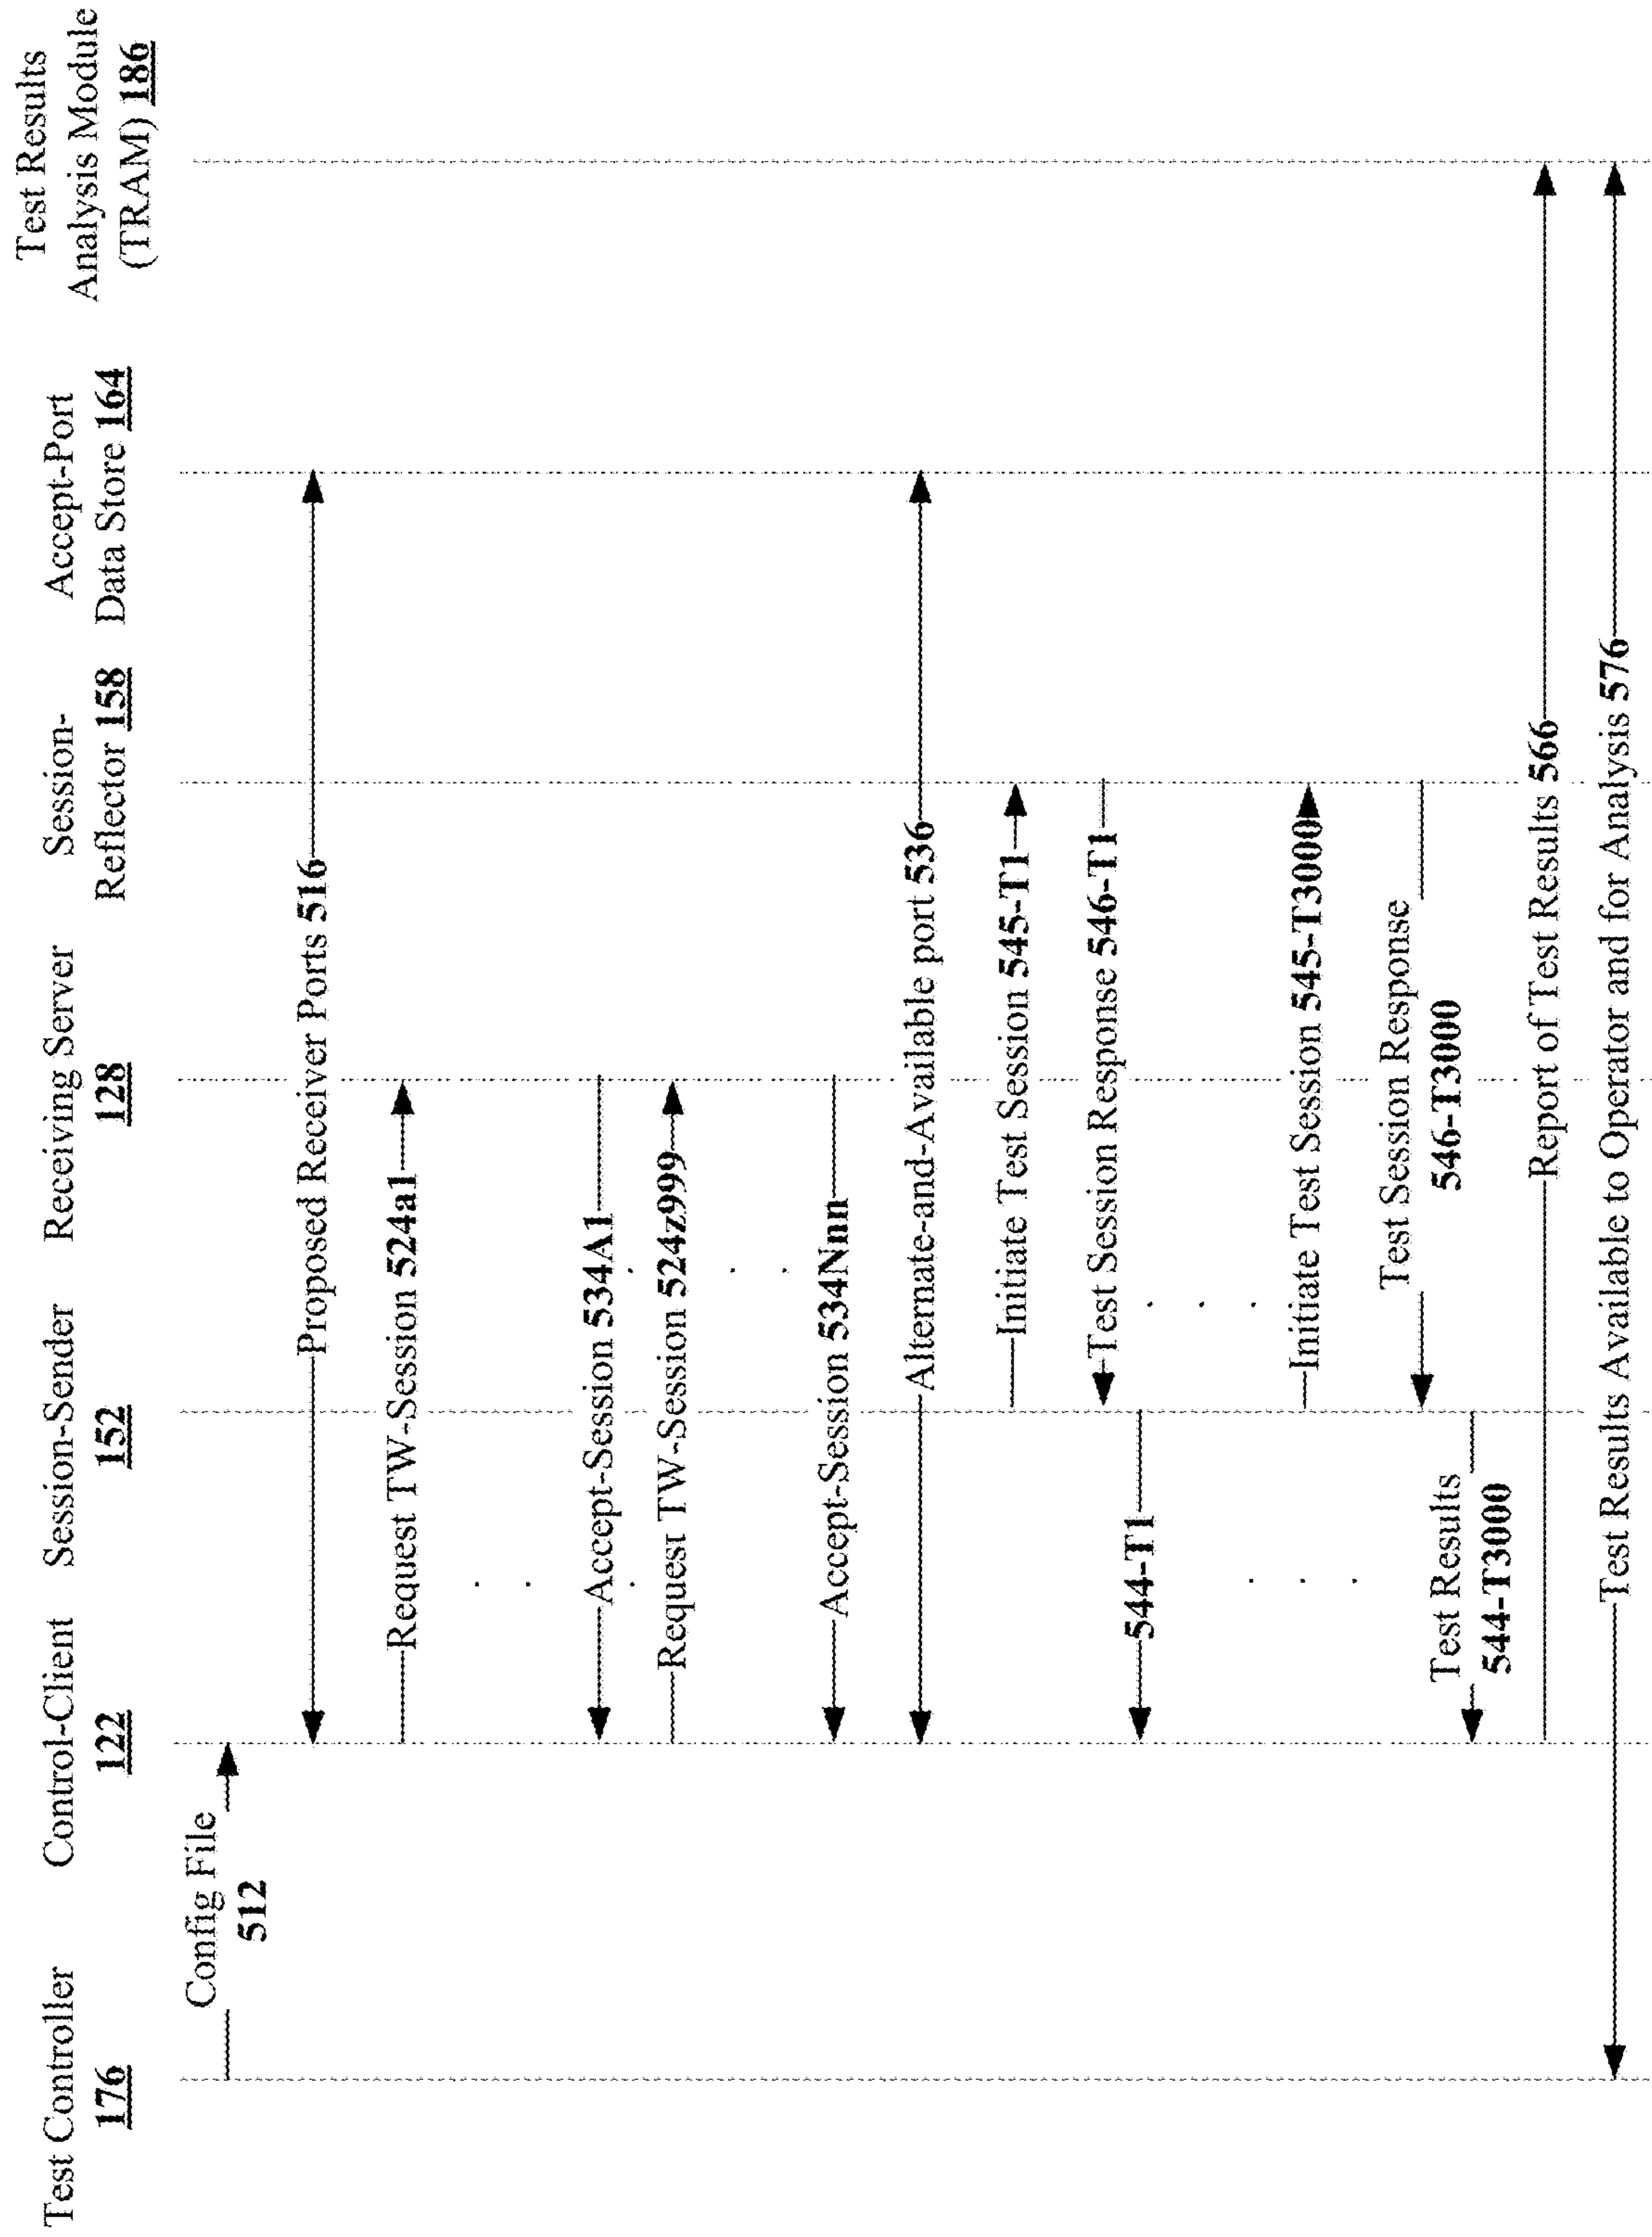 Test Controller
176
Control-Client
122
Session-Sender
152
Receiving Server
128
Session-
Reflector 158
Accept-Port
Data Store 164
Test Results
Analysis Module
(TRAM) 186
Config File
512
Proposed Receiver Ports 516
Request TW-Session 524a1
. . .
Accept-Session 534A1
. . .
Request TW-Session 524z999
Accept-Session 534Nnn
Alternate-and-Available port 536
Initiate Test Session 545-T1
Test Session Response 546-T1
544-T1
. . .
. . .
Initiate Test Session 545-T3000
Test Session Response
546-T3000
Test Results
544-T3000
Report of Test Results 566
Test Results Available to Operator and for Analysis 576